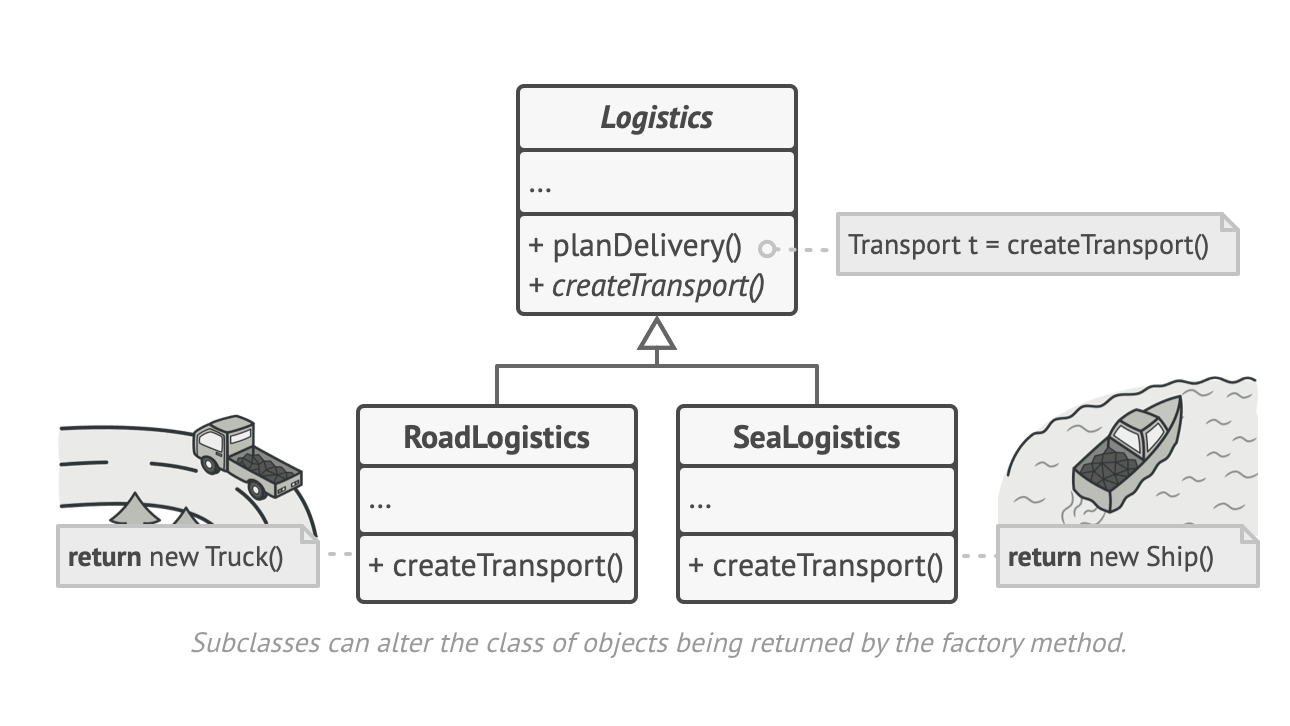 Logistics
...
+ planDelivery()
+ createTransport()
Transport t = createTransport()
RoadLogistics
...
+ createTransport()
SeaLogistics
...
+ createTransport()
return new Truck()
return new Ship()
Subclasses can alter the class of objects being returned by the factory method.